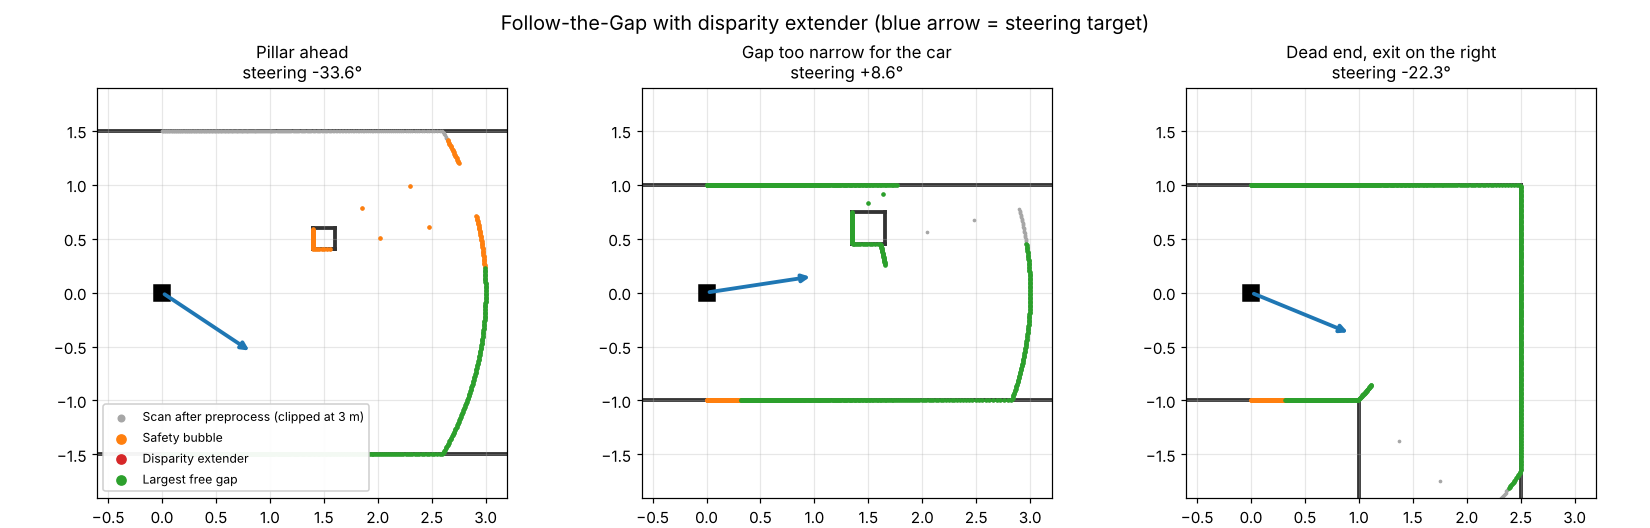 Follow-the-Gap with disparity extender (blue arrow = steering target)
Pillar ahead
steering -33.6°
1.5
1.0
0.5
0.0
−0.5
−1.0
−1.5
−0.5 0.0 0.5 1.0 1.5 2.0 2.5 3.0
Scan after preprocess (clipped at 3 m)
Safety bubble
Disparity extender
Largest free gap
Gap too narrow for the car
steering +8.6°
1.5
1.0
0.5
0.0
−0.5
−1.0
−1.5
−0.5 0.0 0.5 1.0 1.5 2.0 2.5 3.0
Dead end, exit on the right
steering -22.3°
1.5
1.0
0.5
0.0
−0.5
−1.0
−1.5
−0.5 0.0 0.5 1.0 1.5 2.0 2.5 3.0